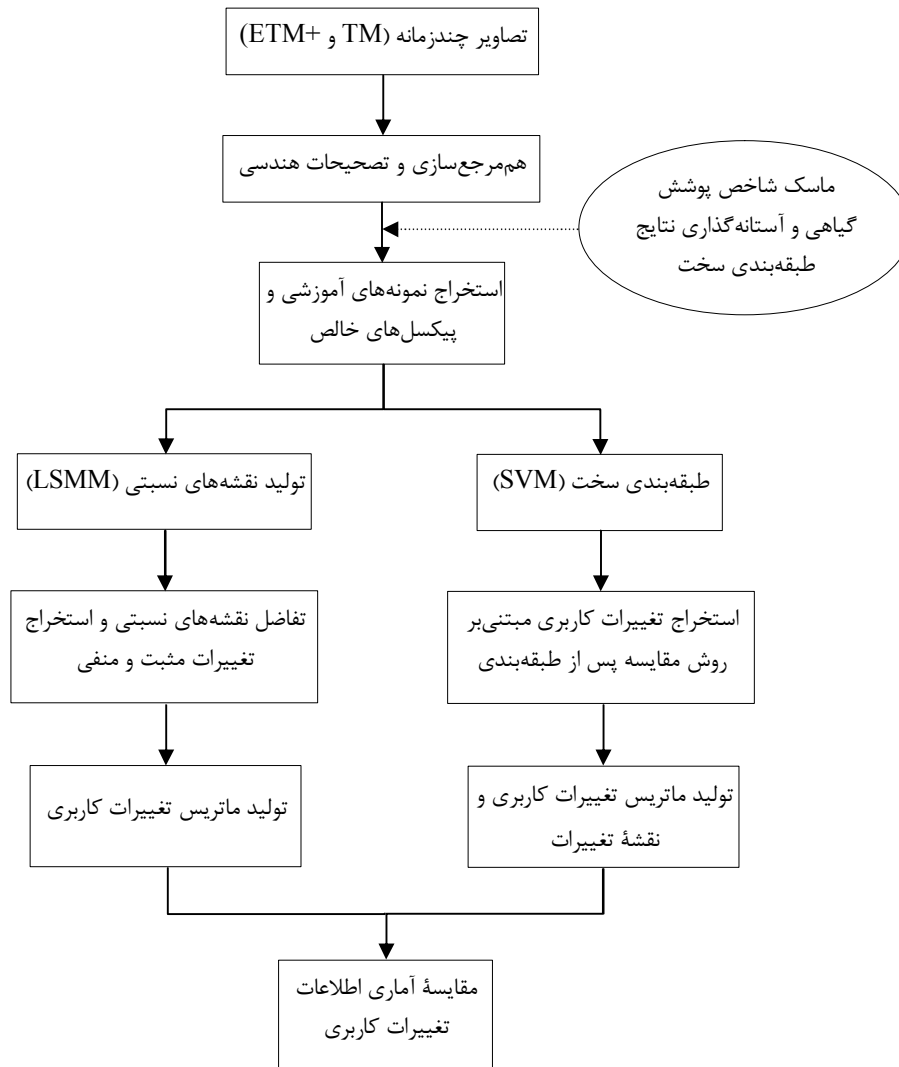 تصاویر چندزمانه (TM و ETM+)
هم‌مرجع‌سازی و تصحیحات هندسی
ماسک شاخص پوشش
گیاهی و آستانه‌گذاری نتایج
طبقه‌بندی سخت
استخراج نمونه‌های آموزشی و
پیکسل‌های خالص
طبقه‌بندی سخت (SVM)
تولید نقشه‌های نسبتی (LSMM)
استخراج تغییرات کاربری مبتنی‌بر
روش مقایسه پس از طبقه‌بندی
تفاضل نقشه‌های نسبتی و استخراج
تغییرات مثبت و منفی
تولید ماتریس تغییرات کاربری و
نقشۀ تغییرات
تولید ماتریس تغییرات کاربری
مقایسۀ آماری اطلاعات
تغییرات کاربری